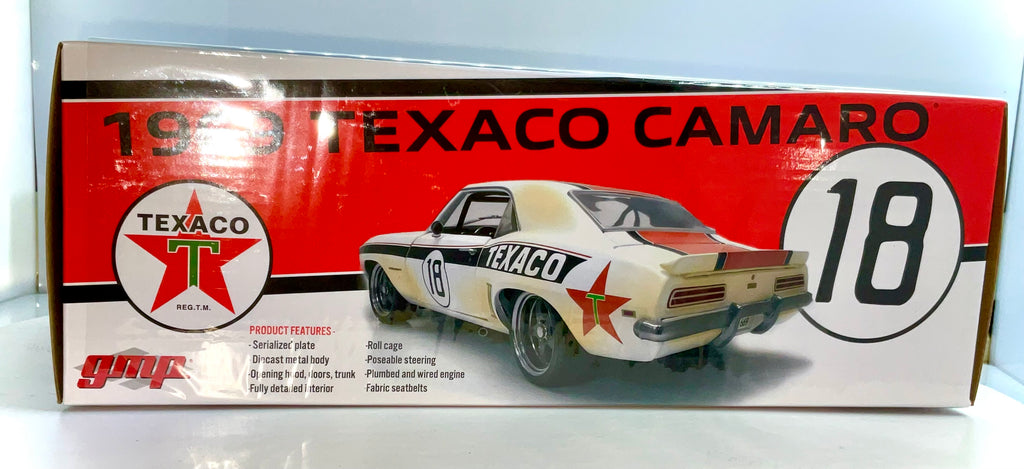 1969 TEXACO CAMARO
18
TEXACO
T
REG.T.M.
18
TEXACO
T
PRODUCT FEATURES-
- Serialized plate
- Diecast metal body
- Opening hood, doors, trunk
- Fully detailed interior
- Roll cage
- Poseable steering
- Plumbed and wired engine
- Fabric seatbelts
gmp